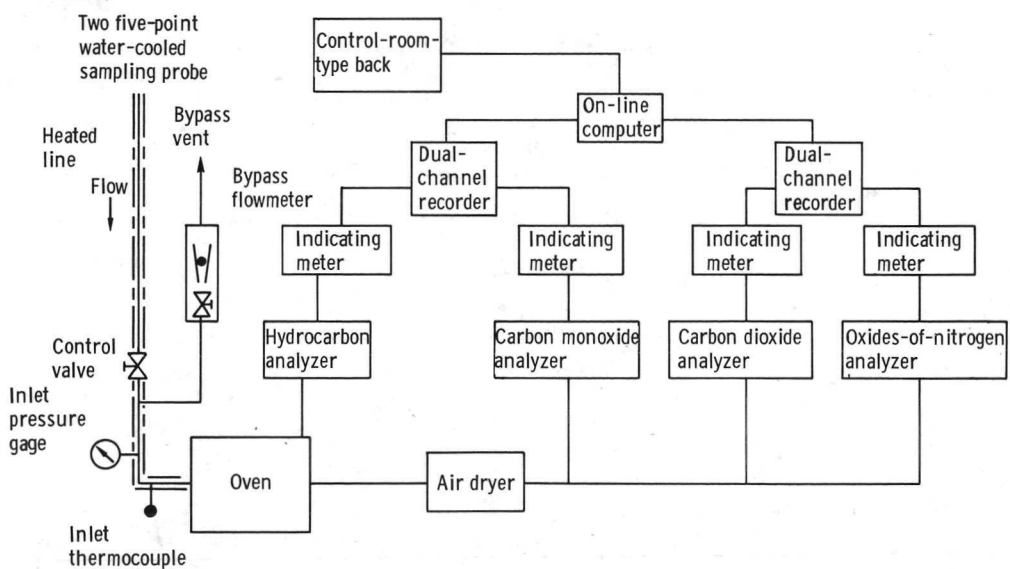 Two five-point
water-cooled
sampling probe
Control-room-
type back
On-line
computer
Heated
line
Bypass
vent
Flow
Bypass
flowmeter
Dual-
channel
recorder
Dual-
channel
recorder
Indicating
meter
Indicating
meter
Indicating
meter
Indicating
meter
Control
valve
Hydrocarbon
analyzer
Carbon monoxide
analyzer
Carbon dioxide
analyzer
Oxides-of-nitrogen
analyzer
Inlet
pressure
gage
Oven
Air dryer
Inlet
thermocouple